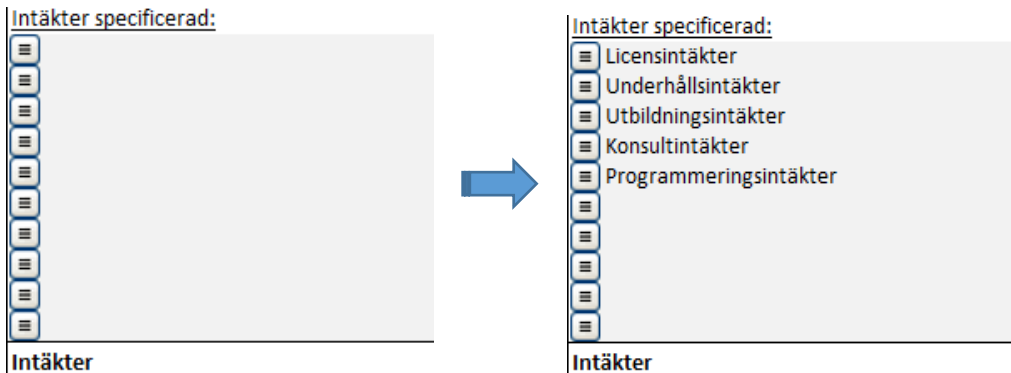 Intäkter specificerad:
Intäkter
Intäkter specificerad:
Licensintäkter
Underhållsintäkter
Utbildningsintäkter
Konsultintäkter
Programmeringsintäkter
Intäkter